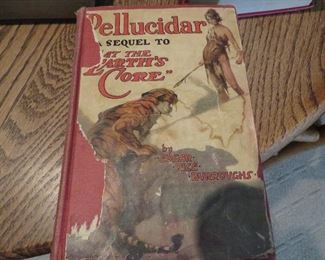 Pellucidar
A SEQUEL TO
"AT THE
EARTH'S
CORE"
by
EDGAR
RICE
BURROUGHS